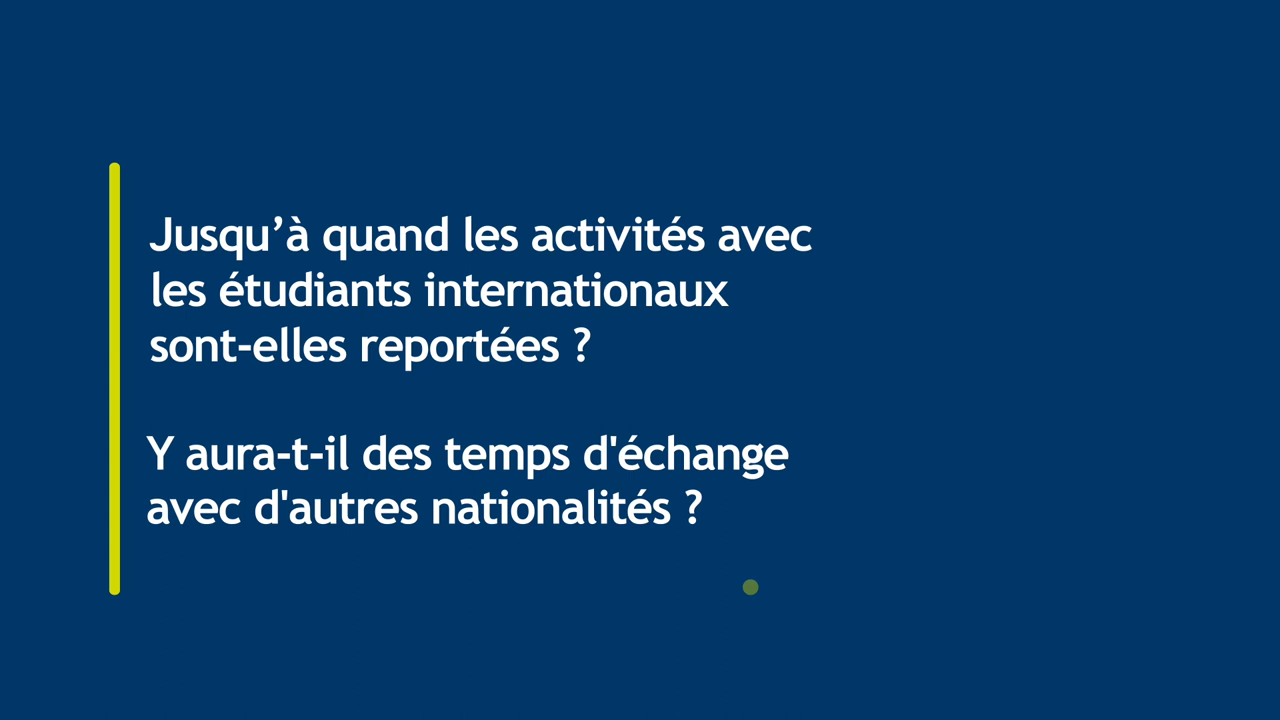 Jusqu’à quand les activités avec
les étudiants internationaux
sont-elles reportées ?
Y aura-t-il des temps d'échange
avec d'autres nationalités ?